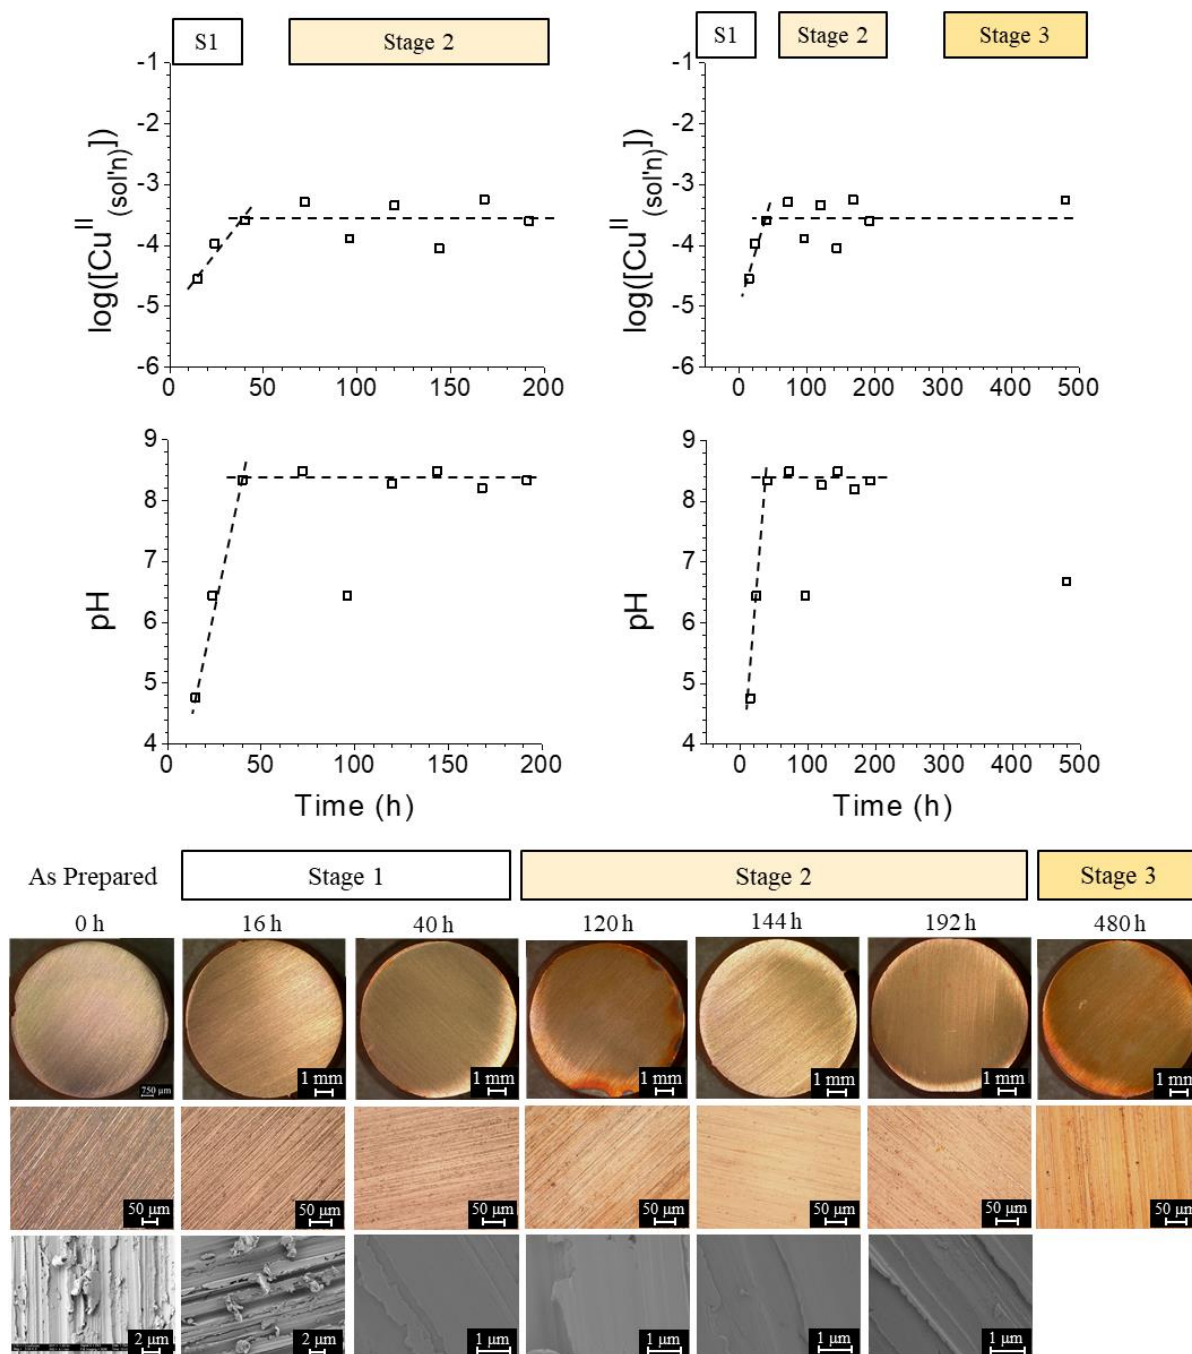 S1 Stage 2
-1
-2
-3
-4
-5
-6
log([Cu^II (sol'n)])
0 50 100 150 200
S1 Stage 2 Stage 3
-1
-2
-3
-4
-5
-6
log([Cu^II (sol'n)])
0 100 200 300 400 500
9
8
7
6
5
4
pH
0 50 100 150 200
Time (h)
9
8
7
6
5
4
pH
0 100 200 300 400 500
Time (h)
As Prepared Stage 1 Stage 2 Stage 3
0 h 16 h 40 h 120 h 144 h 192 h 480 h
750 μm 1 mm 1 mm 1 mm 1 mm 1 mm 1 mm
50 μm 50 μm 50 μm 50 μm 50 μm 50 μm 50 μm
2 μm 2 μm 1 μm 1 μm 1 μm 1 μm